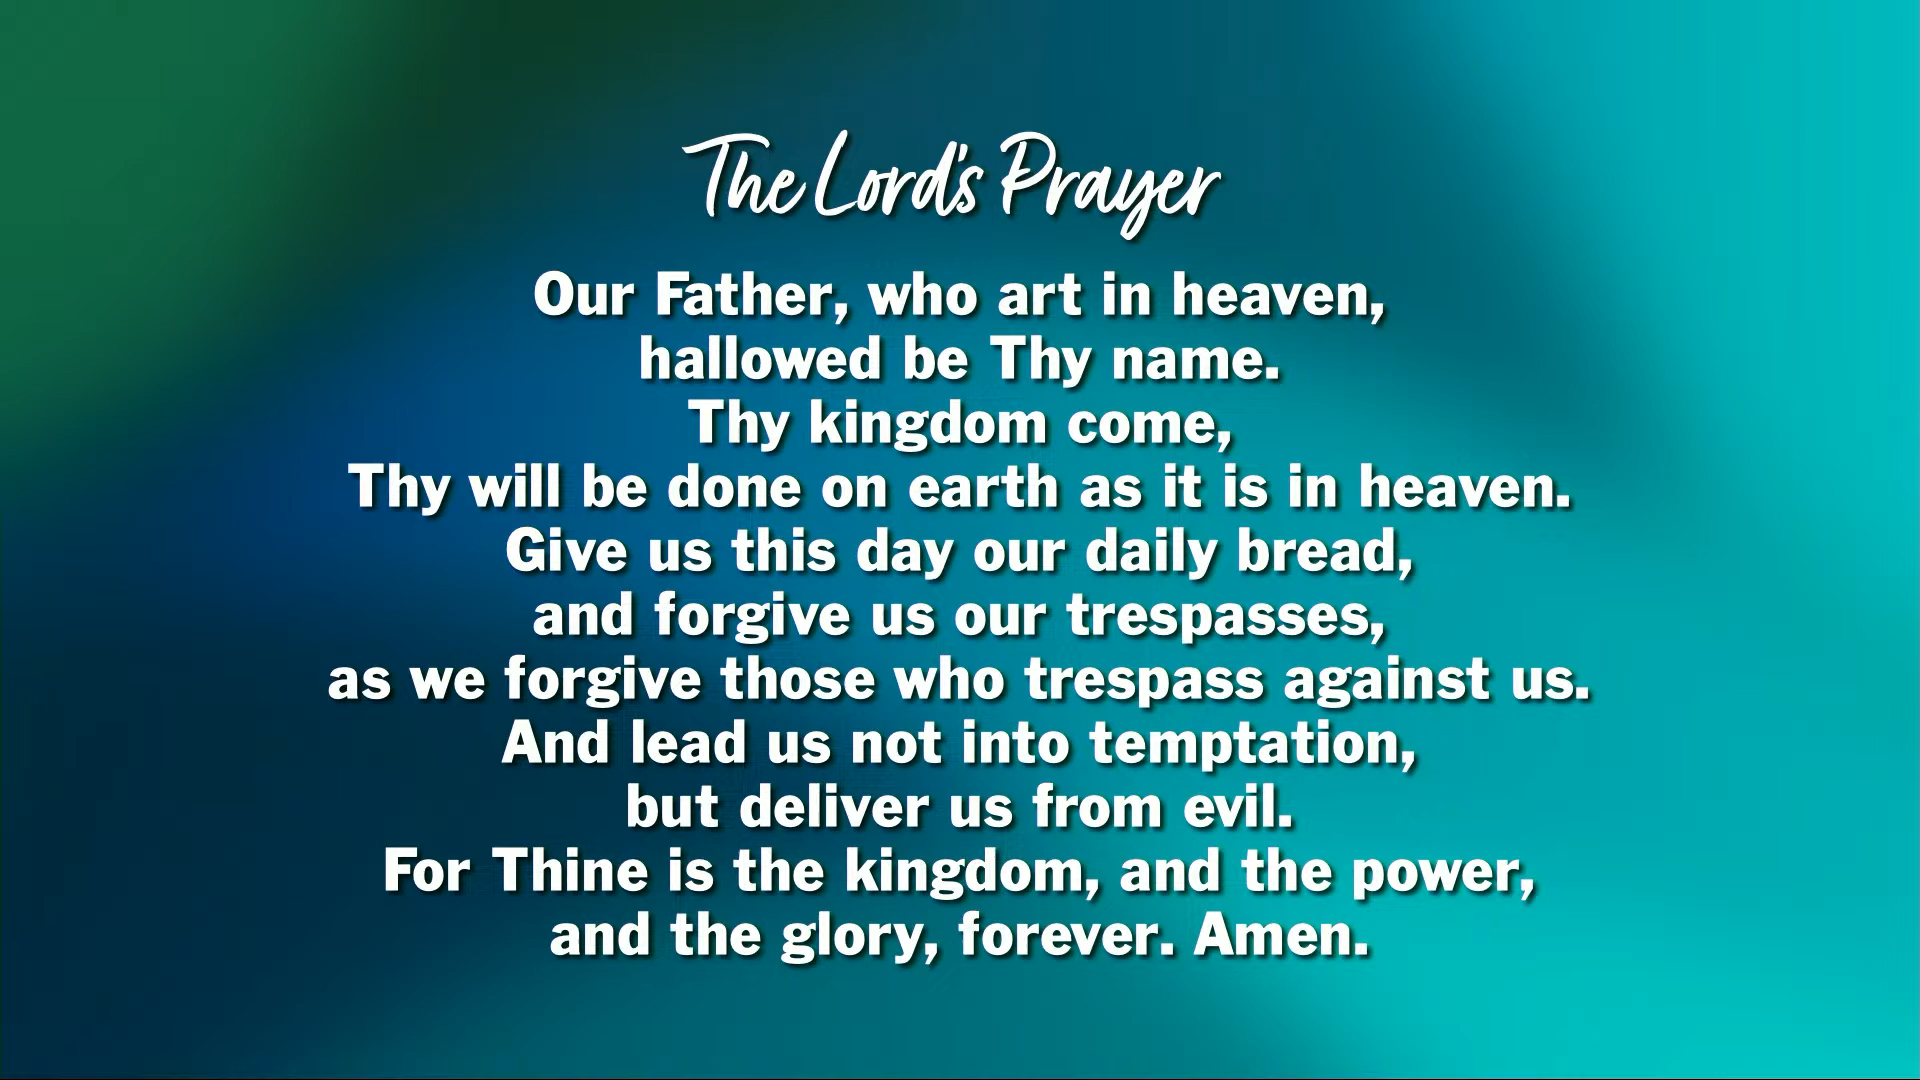 The Lord's Prayer
Our Father, who art in heaven,
hallowed be Thy name.
Thy kingdom come,
Thy will be done on earth as it is in heaven.
Give us this day our daily bread,
and forgive us our trespasses,
as we forgive those who trespass against us.
And lead us not into temptation,
but deliver us from evil.
For Thine is the kingdom, and the power,
and the glory, forever. Amen.